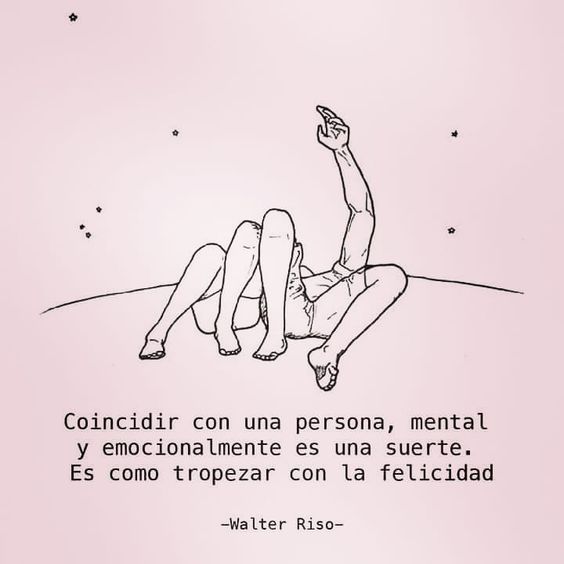 Coincidir con una persona, mental
y emocionalmente es una suerte.
Es como tropezar con la felicidad
—Walter Riso—